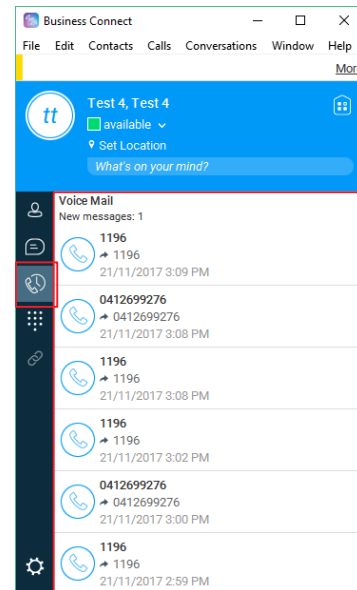 Business Connect
File Edit Contacts Calls Conversations Window Help
Mor
tt
Test 4, Test 4
available
Set Location
What's on your mind?
Voice Mail
New messages: 1
1196
1196
21/11/2017 3:09 PM
0412699276
0412699276
21/11/2017 3:08 PM
1196
1196
21/11/2017 3:08 PM
1196
1196
21/11/2017 3:02 PM
0412699276
0412699276
21/11/2017 3:00 PM
1196
1196
21/11/2017 2:59 PM